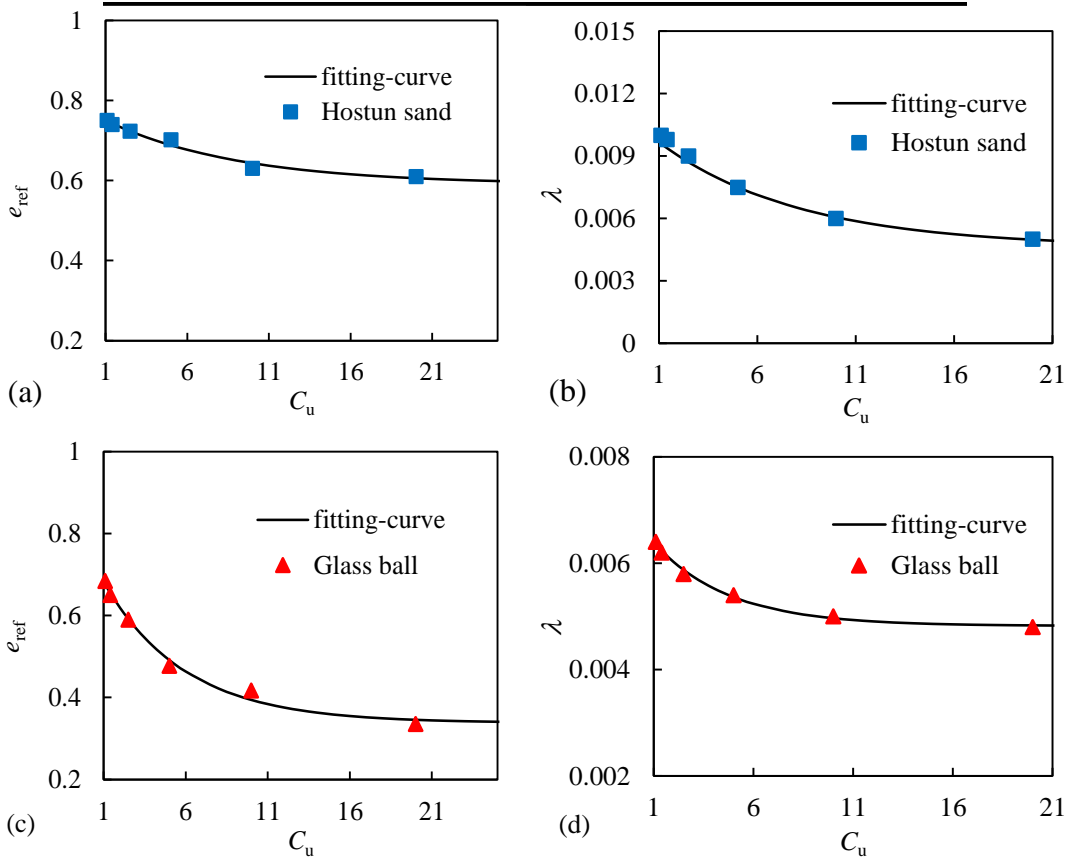 1
0.8
0.6
0.4
0.2
e_ref
fitting-curve
Hostun sand
1 6 11 16 21
C_u
(a)
0.015
0.012
0.009
0.006
0.003
0
λ
fitting-curve
Hostun sand
1 6 11 16 21
C_u
(b)
1
0.8
0.6
0.4
0.2
e_ref
fitting-curve
Glass ball
1 6 11 16 21
C_u
(c)
0.008
0.006
0.004
0.002
λ
fitting-curve
Glass ball
1 6 11 16 21
C_u
(d)